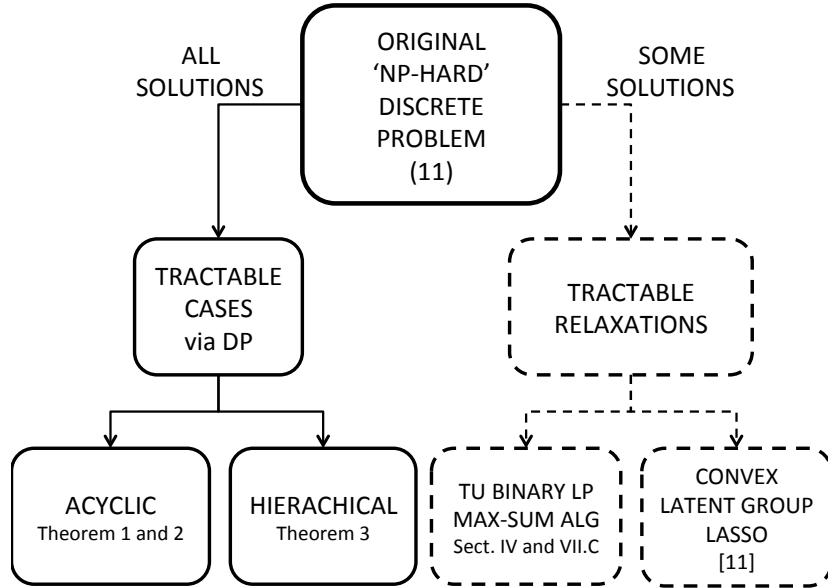 ALL
SOLUTIONS
ORIGINAL
‘NP-HARD’
DISCRETE
PROBLEM
(11)
SOME
SOLUTIONS
TRACTABLE
CASES
via DP
TRACTABLE
RELAXATIONS
ACYCLIC
Theorem 1 and 2
HIERACHICAL
Theorem 3
TU BINARY LP
MAX-SUM ALG
Sect. IV and VII.C
CONVEX
LATENT GROUP
LASSO
[11]